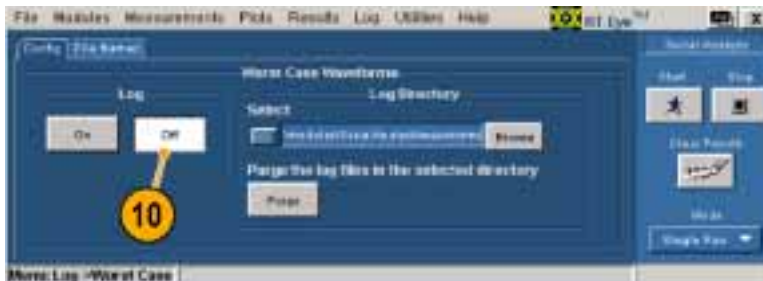 File Modules Measurements Plots Results Log Utilities Help RT Eye X
Config File Names Serial Analysis
Worst Case Waveforms Start Stop
Log Log Directory
Select
On Off Browse
Clear Results
Purge the log files in the selected directory
10 Purge
Mode
Single Run
Menu: Log >Worst Case